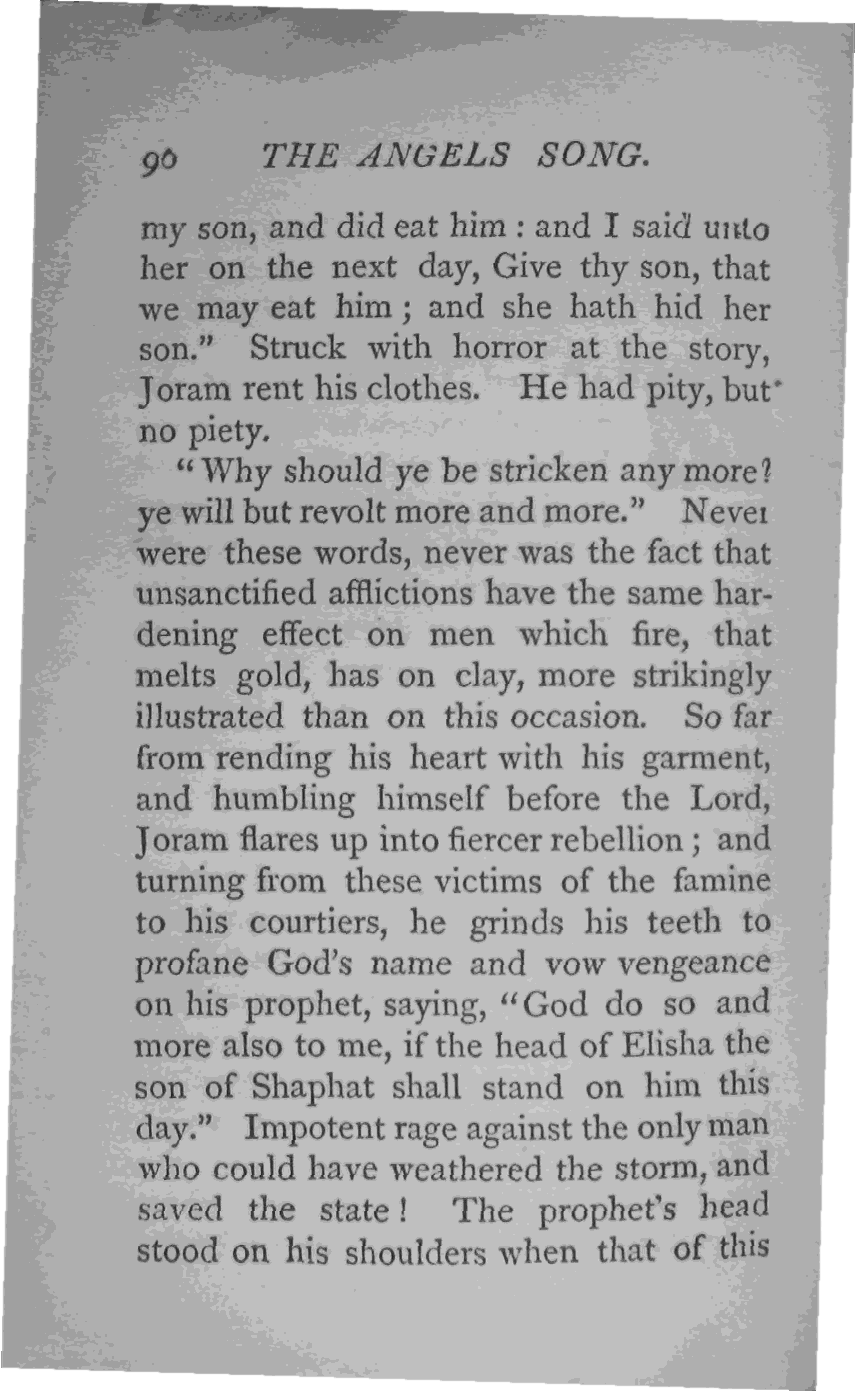 90 THE ANGELS SONG.
my son, and did eat him : and I said unto
her on the next day, Give thy son, that
we may eat him ; and she hath hid her
son.” Struck with horror at the story,
Joram rent his clothes. He had pity, but
no piety.
“Why should ye be stricken any more?
ye will but revolt more and more.” Never
were these words, never was the fact that
unsanctified afflictions have the same har-
dening effect on men which fire, that
melts gold, has on clay, more strikingly
illustrated than on this occasion. So far
from rending his heart with his garment,
and humbling himself before the Lord,
Joram flares up into fiercer rebellion ; and
turning from these victims of the famine
to his courtiers, he grinds his teeth to
profane God’s name and vow vengeance
on his prophet, saying, “God do so and
more also to me, if the head of Elisha the
son of Shaphat shall stand on him this
day.” Impotent rage against the only man
who could have weathered the storm, and
saved the state ! The prophet’s head
stood on his shoulders when that of this